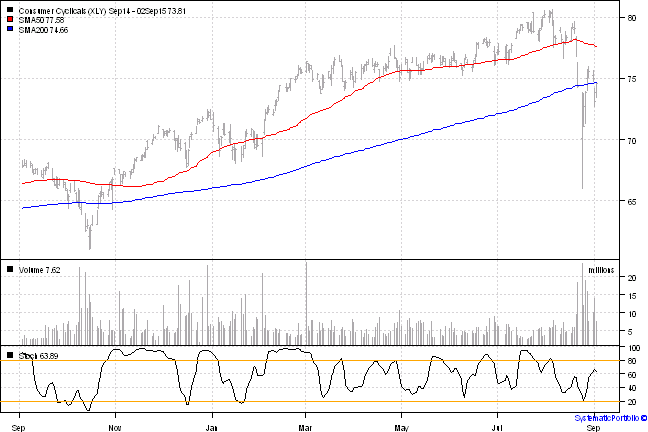 Consumer Cyclicals (XLY) Sep14 - 02Sep15 73.81
SMA50 77.58
SMA200 74.66
80
75
70
65
Volume 7.62
millions
20
15
10
5
Stoch 63.89
100
80
60
40
20
Sep Nov Jan Mar May Jul Sep
SystematicPortfolio ©